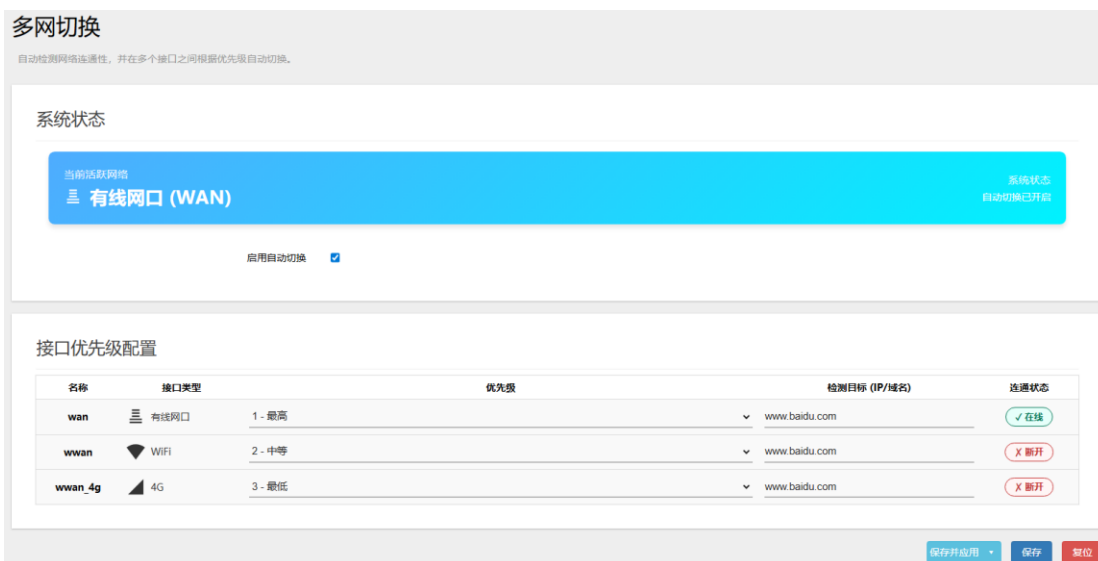 多网切换
自动检测网络连通性，并在多个接口之间根据优先级自动切换。
系统状态
当前活跃网络
有线网口 (WAN)
系统状态
自动切换已开启
启用自动切换
接口优先级配置
名称 接口类型 优先级 检测目标 (IP/域名) 连通状态
wan 有线网口 1 - 最高 www.baidu.com ✓ 在线
wwan WiFi 2 - 中等 www.baidu.com ✗ 断开
wwan_4g 4G 3 - 最低 www.baidu.com ✗ 断开
保存并应用 保存 复位